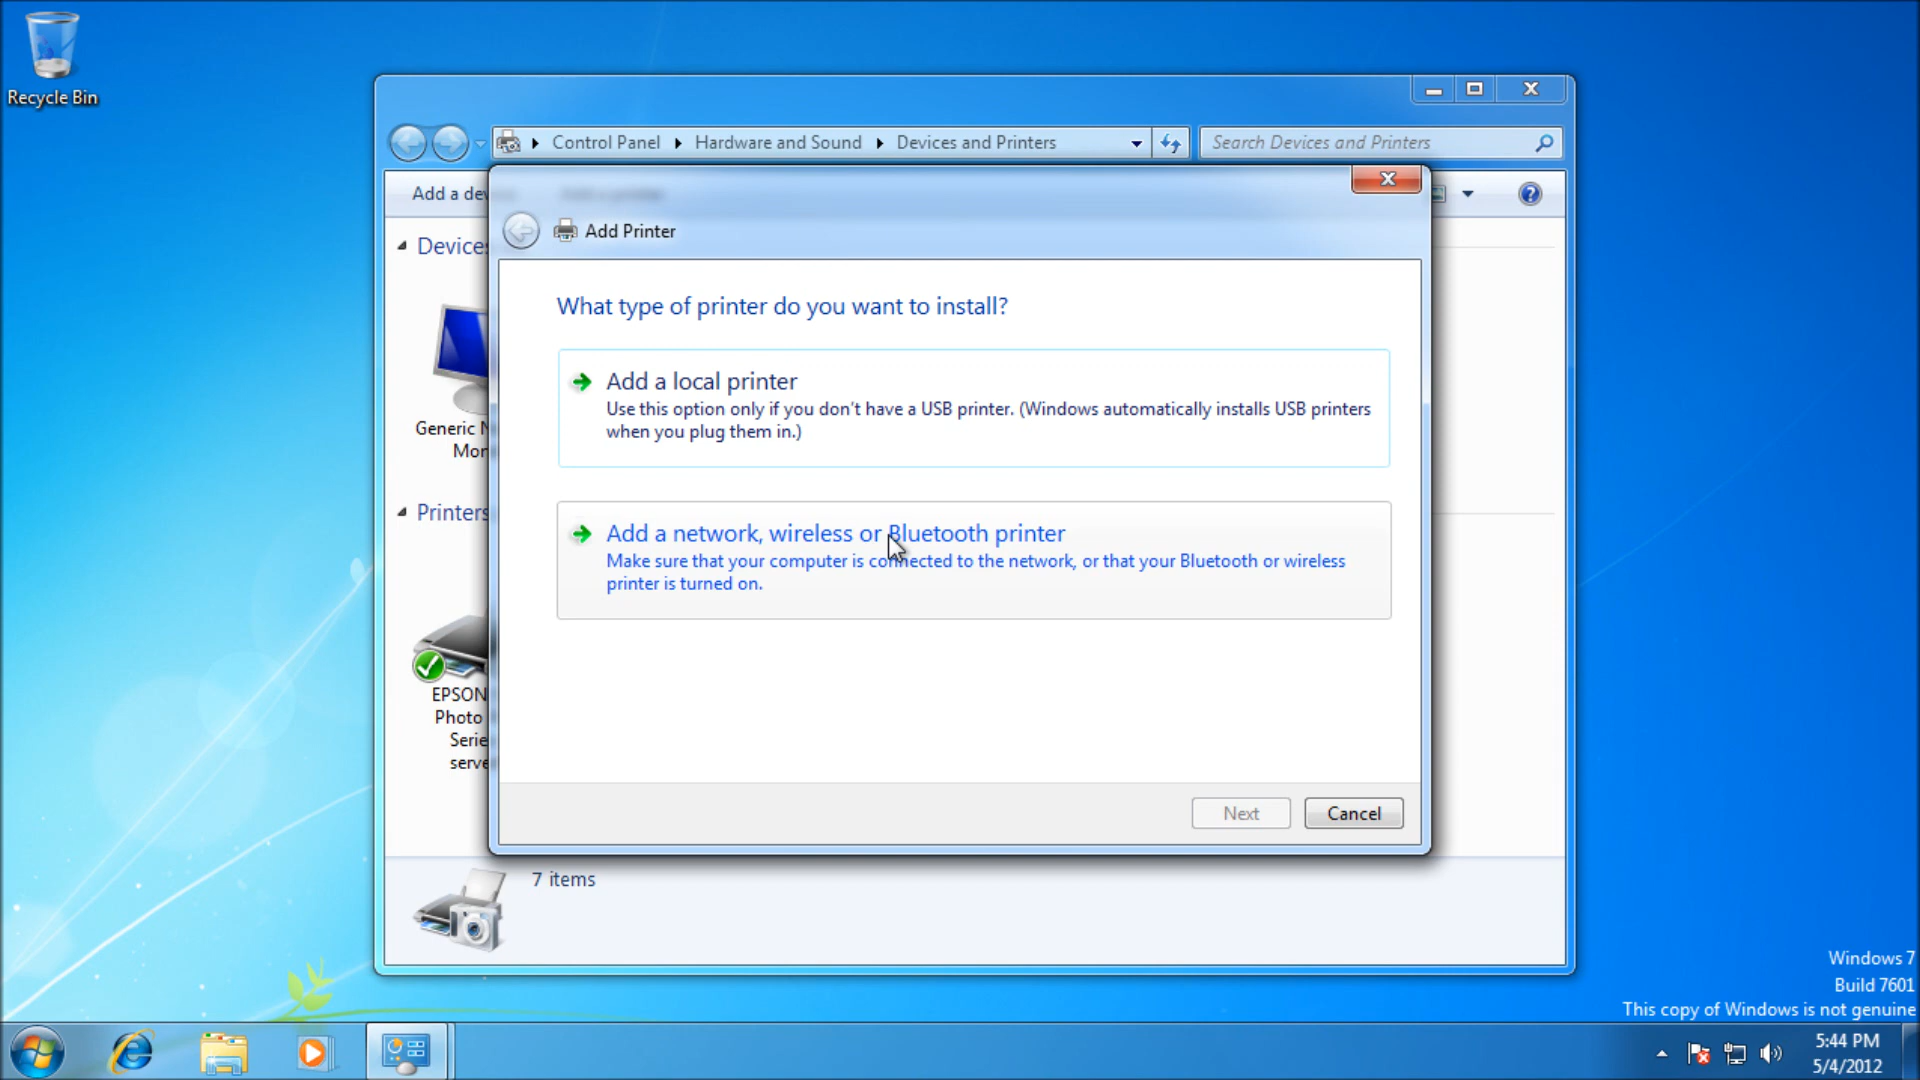 Recycle Bin
Control Panel
Hardware and Sound
Devices and Printers
Search Devices and Printers
Add a
Add a printer
Add Printer
Devices
What type of printer do you want to install?
Add a local printer
Use this option only if you don't have a USB printer. (Windows automatically installs USB printers
when you plug them in.)
Generic
Add a network, wireless or Bluetooth printer
Make sure that your computer is connected to the network, or that your Bluetooth or wireless
printer is turned on.
Printers
EPSON
Photo
Serie
serve
Next
Cancel
7 items
Windows 7
Build 7601
This copy of Windows is not genuine
5:44 PM
5/4/2012